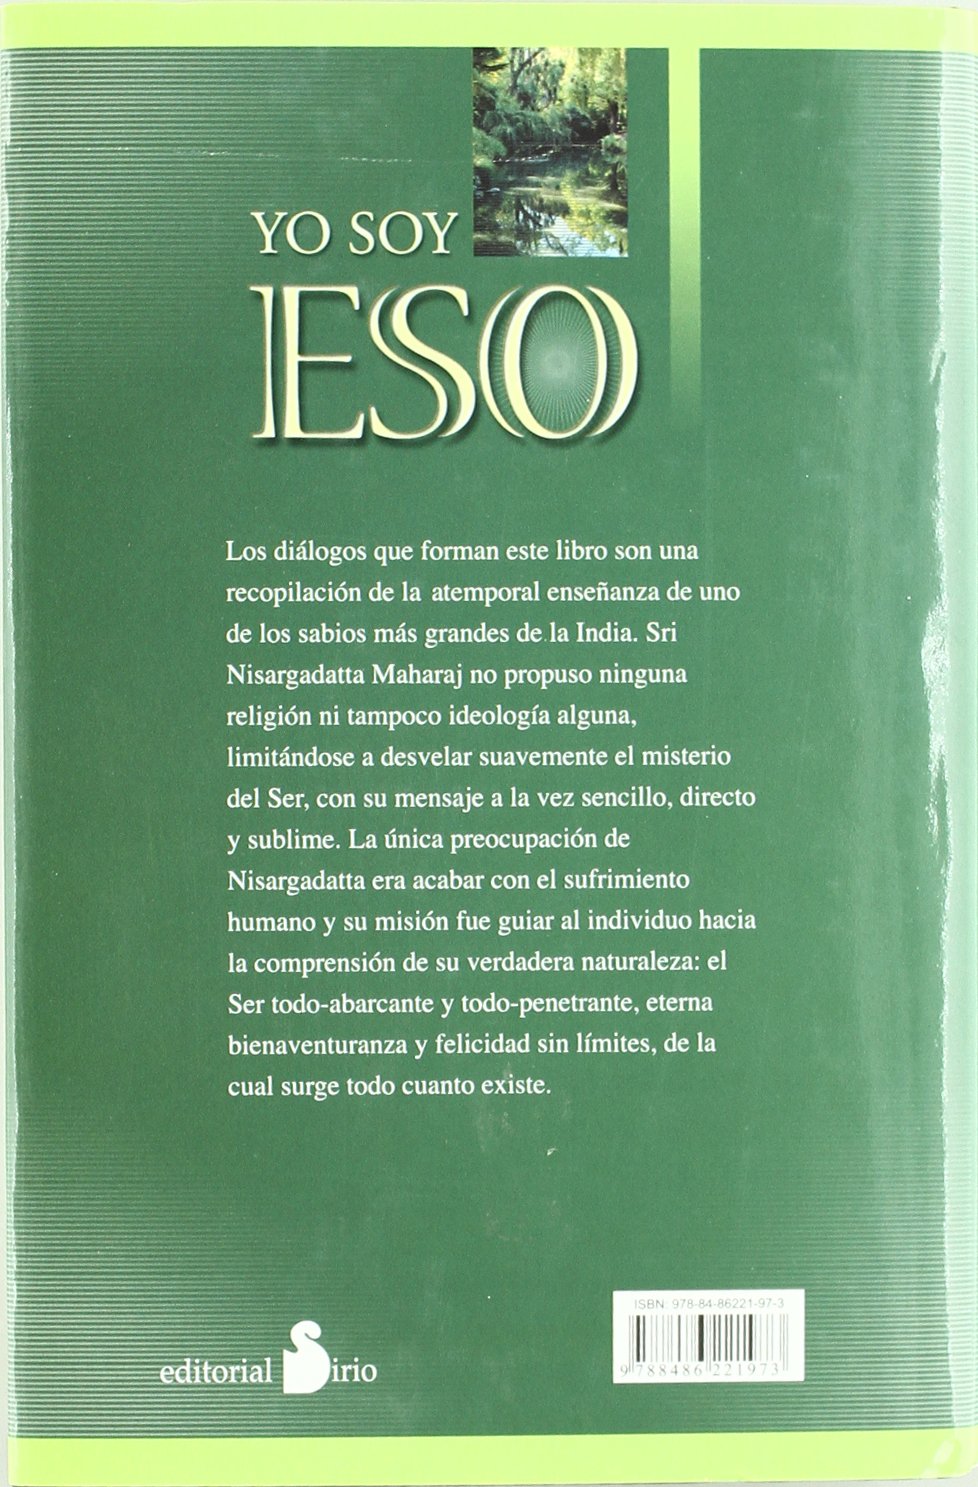 YO SOY
ESO
Los diálogos que forman este libro son una
recopilación de la atemporal enseñanza de uno
de los sabios más grandes de la India. Sri
Nisargadatta Maharaj no propuso ninguna
religión ni tampoco ideología alguna,
limitándose a desvelar suavemente el misterio
del Ser, con su mensaje a la vez sencillo, directo
y sublime. La única preocupación de
Nisargadatta era acabar con el sufrimiento
humano y su misión fue guiar al individuo hacia
la comprensión de su verdadera naturaleza: el
Ser todo-abarcante y todo-penetrante, eterna
bienaventuranza y felicidad sin límites, de la
cual surge todo cuanto existe.
editorial Sirio
ISBN: 978-84-86221-97-3
9 788486 221973